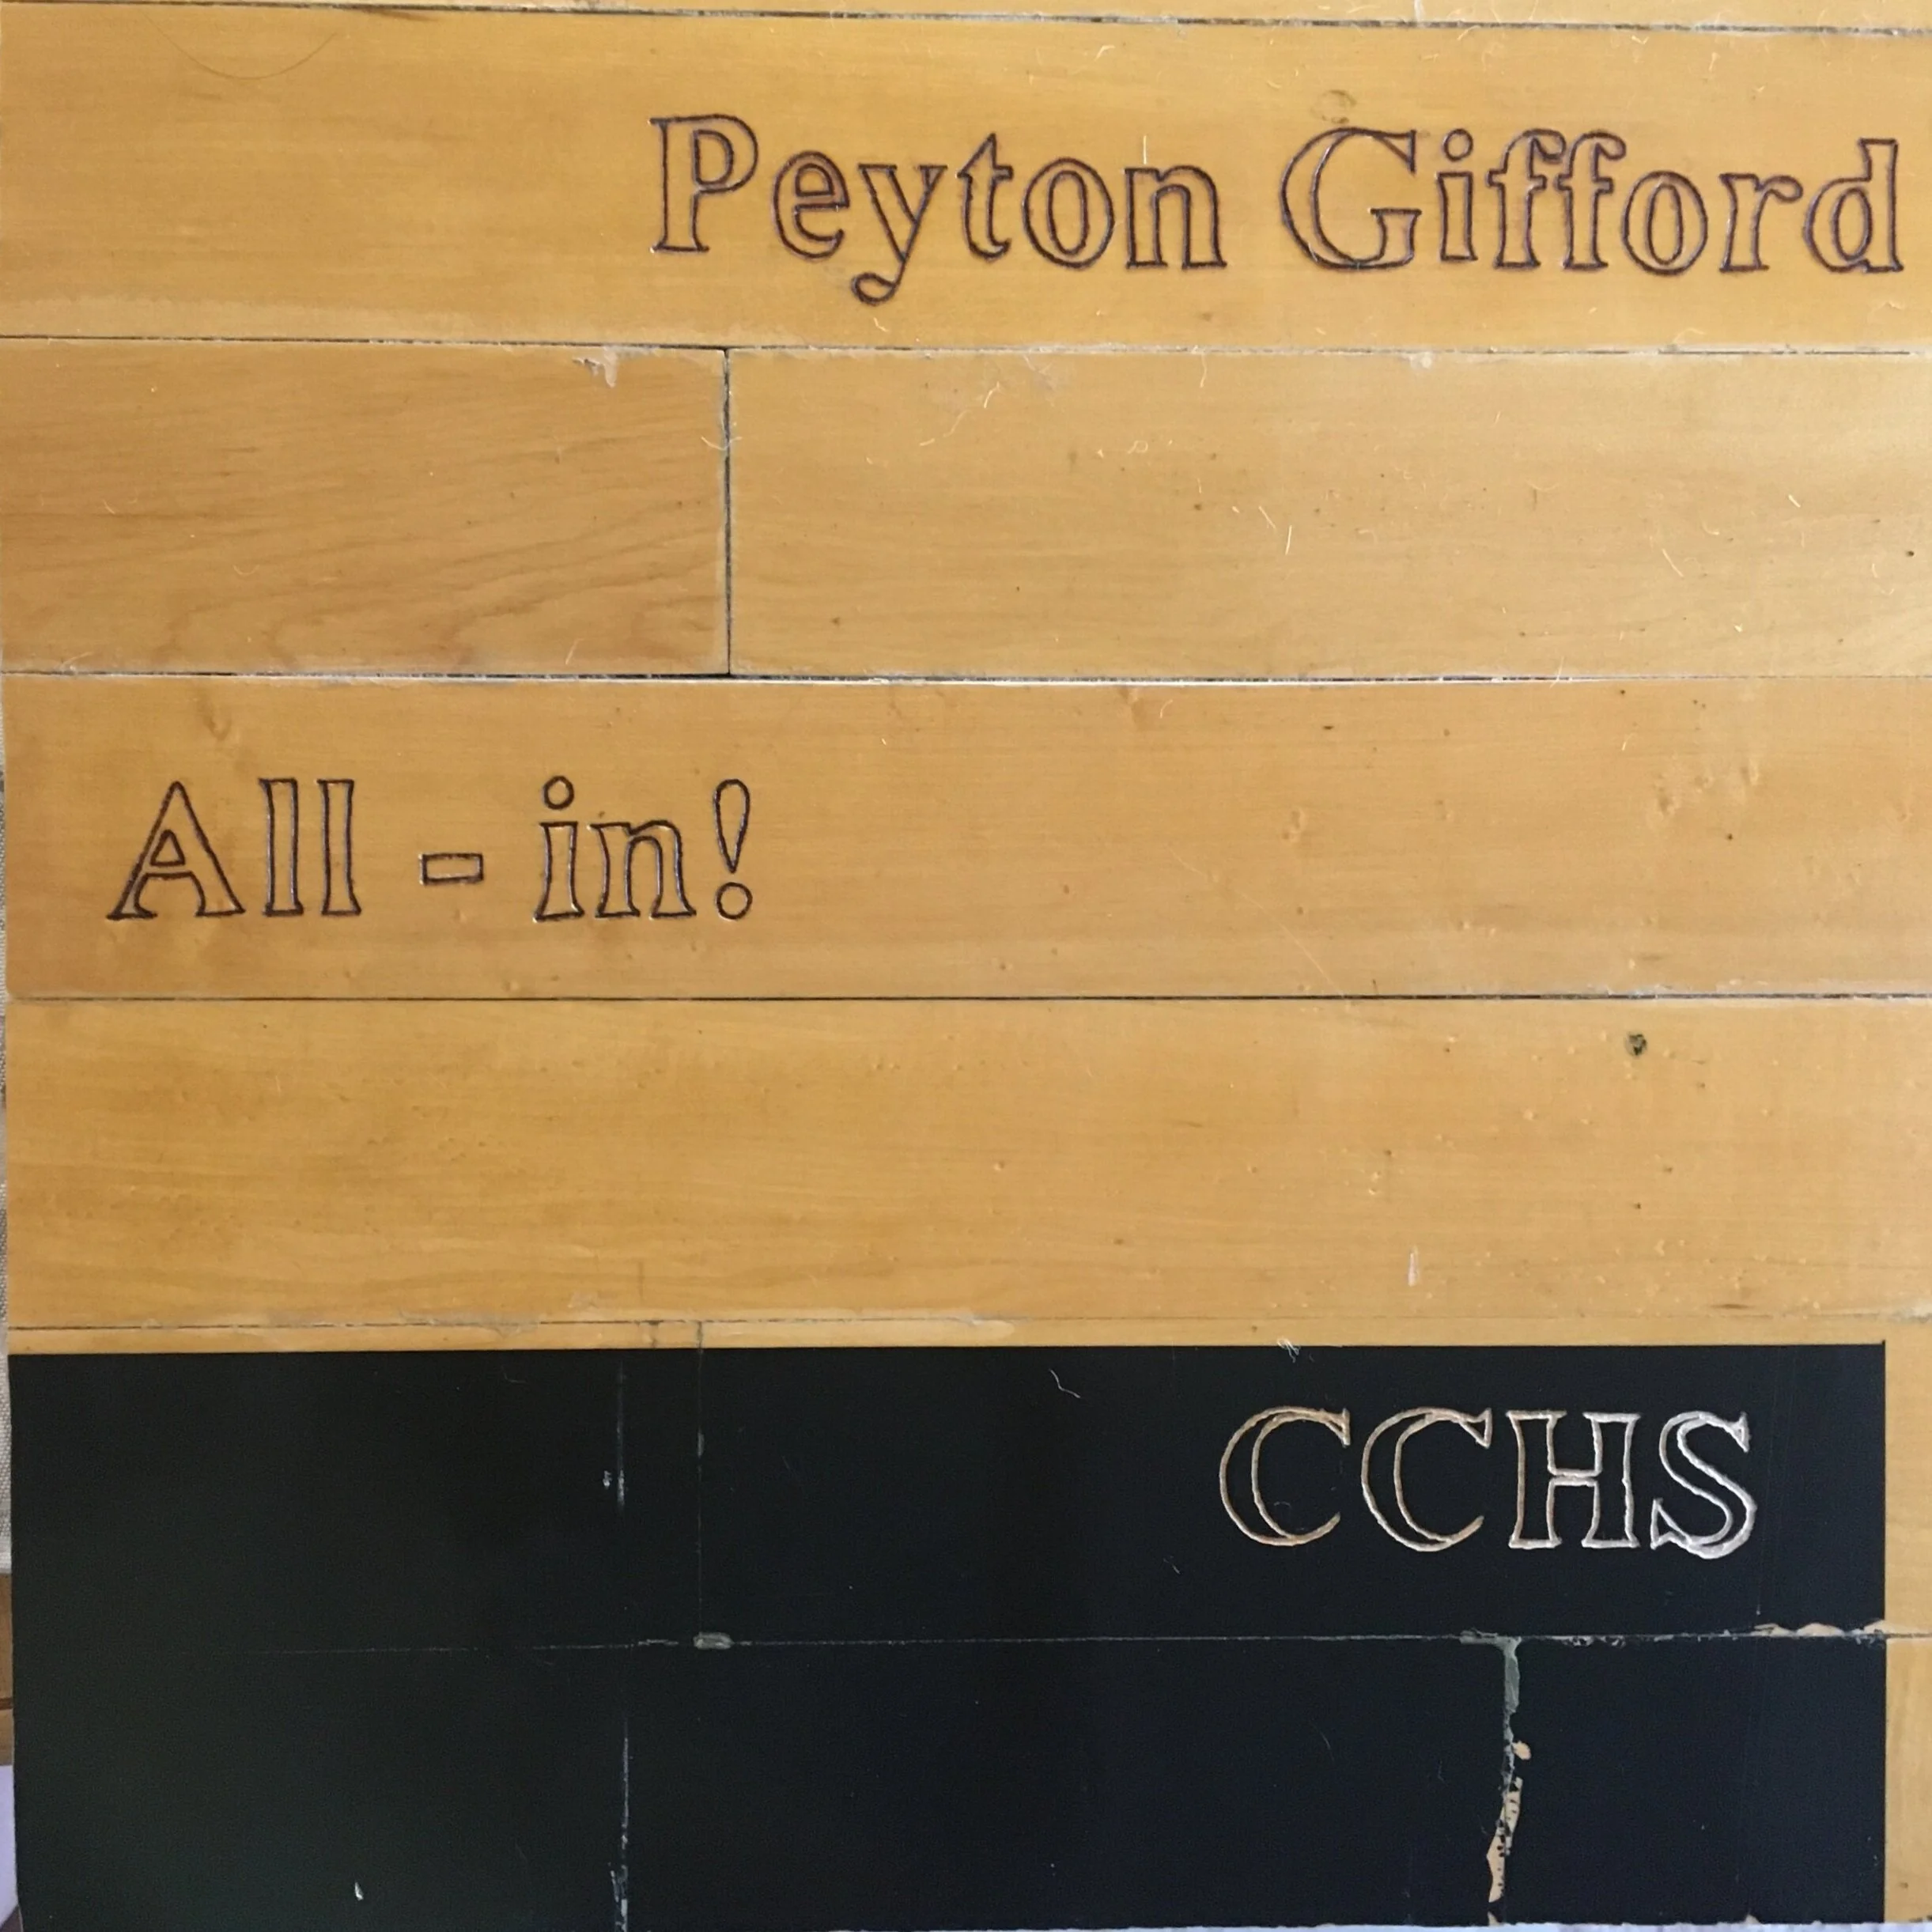 Peyton Gifford
All - in!
CCHS